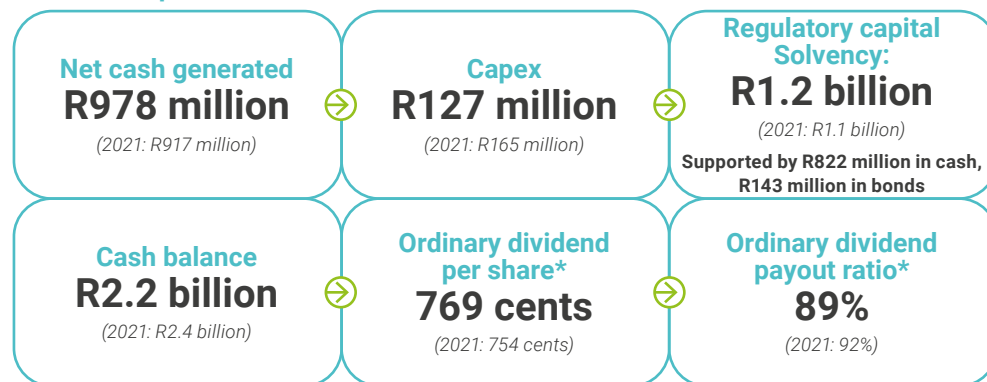 Net cash generated
R978 million
(2021: R917 million)
Capex
R127 million
(2021: R165 million)
Regulatory capital
Solvency:
R1.2 billion
(2021: R1.1 billion)
Supported by R822 million in cash,
R143 million in bonds
Cash balance
R2.2 billion
(2021: R2.4 billion)
Ordinary dividend
per share*
769 cents
(2021: 754 cents)
Ordinary dividend
payout ratio*
89%
(2021: 92%)